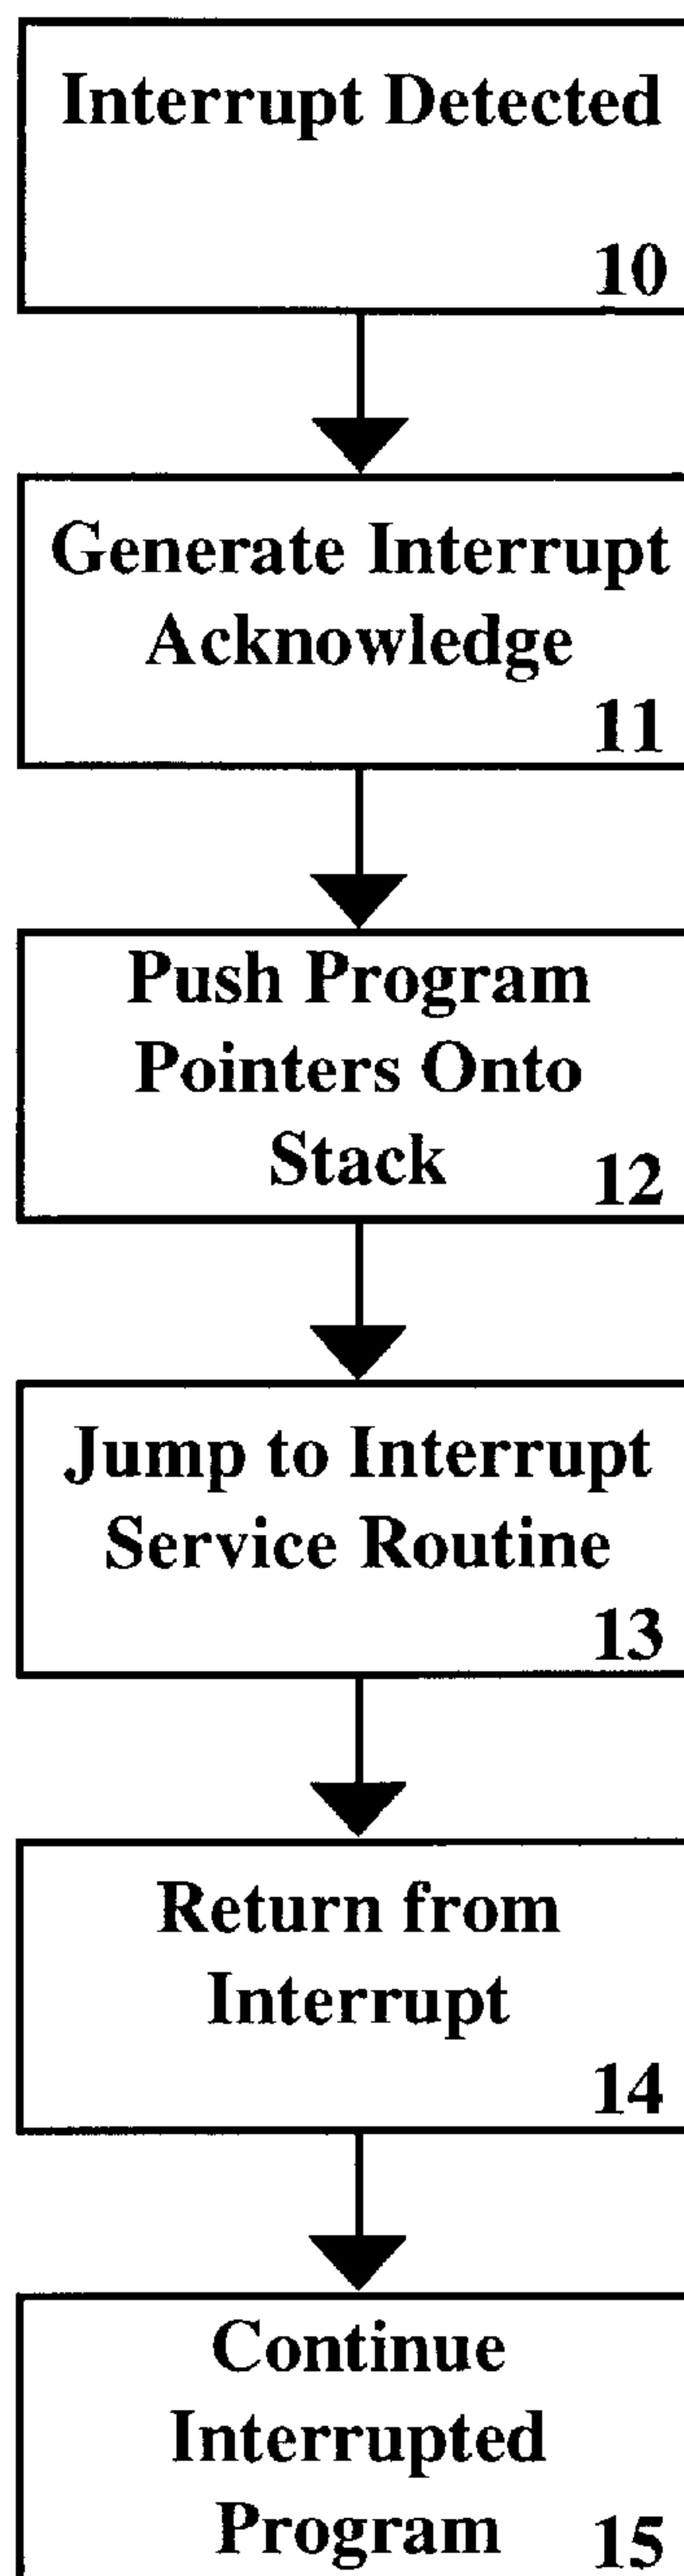 Interrupt Detected
10
Generate Interrupt
Acknowledge
11
Push Program
Pointers Onto
Stack
12
Jump to Interrupt
Service Routine
13
Return from
Interrupt
14
Continue
Interrupted
Program
15